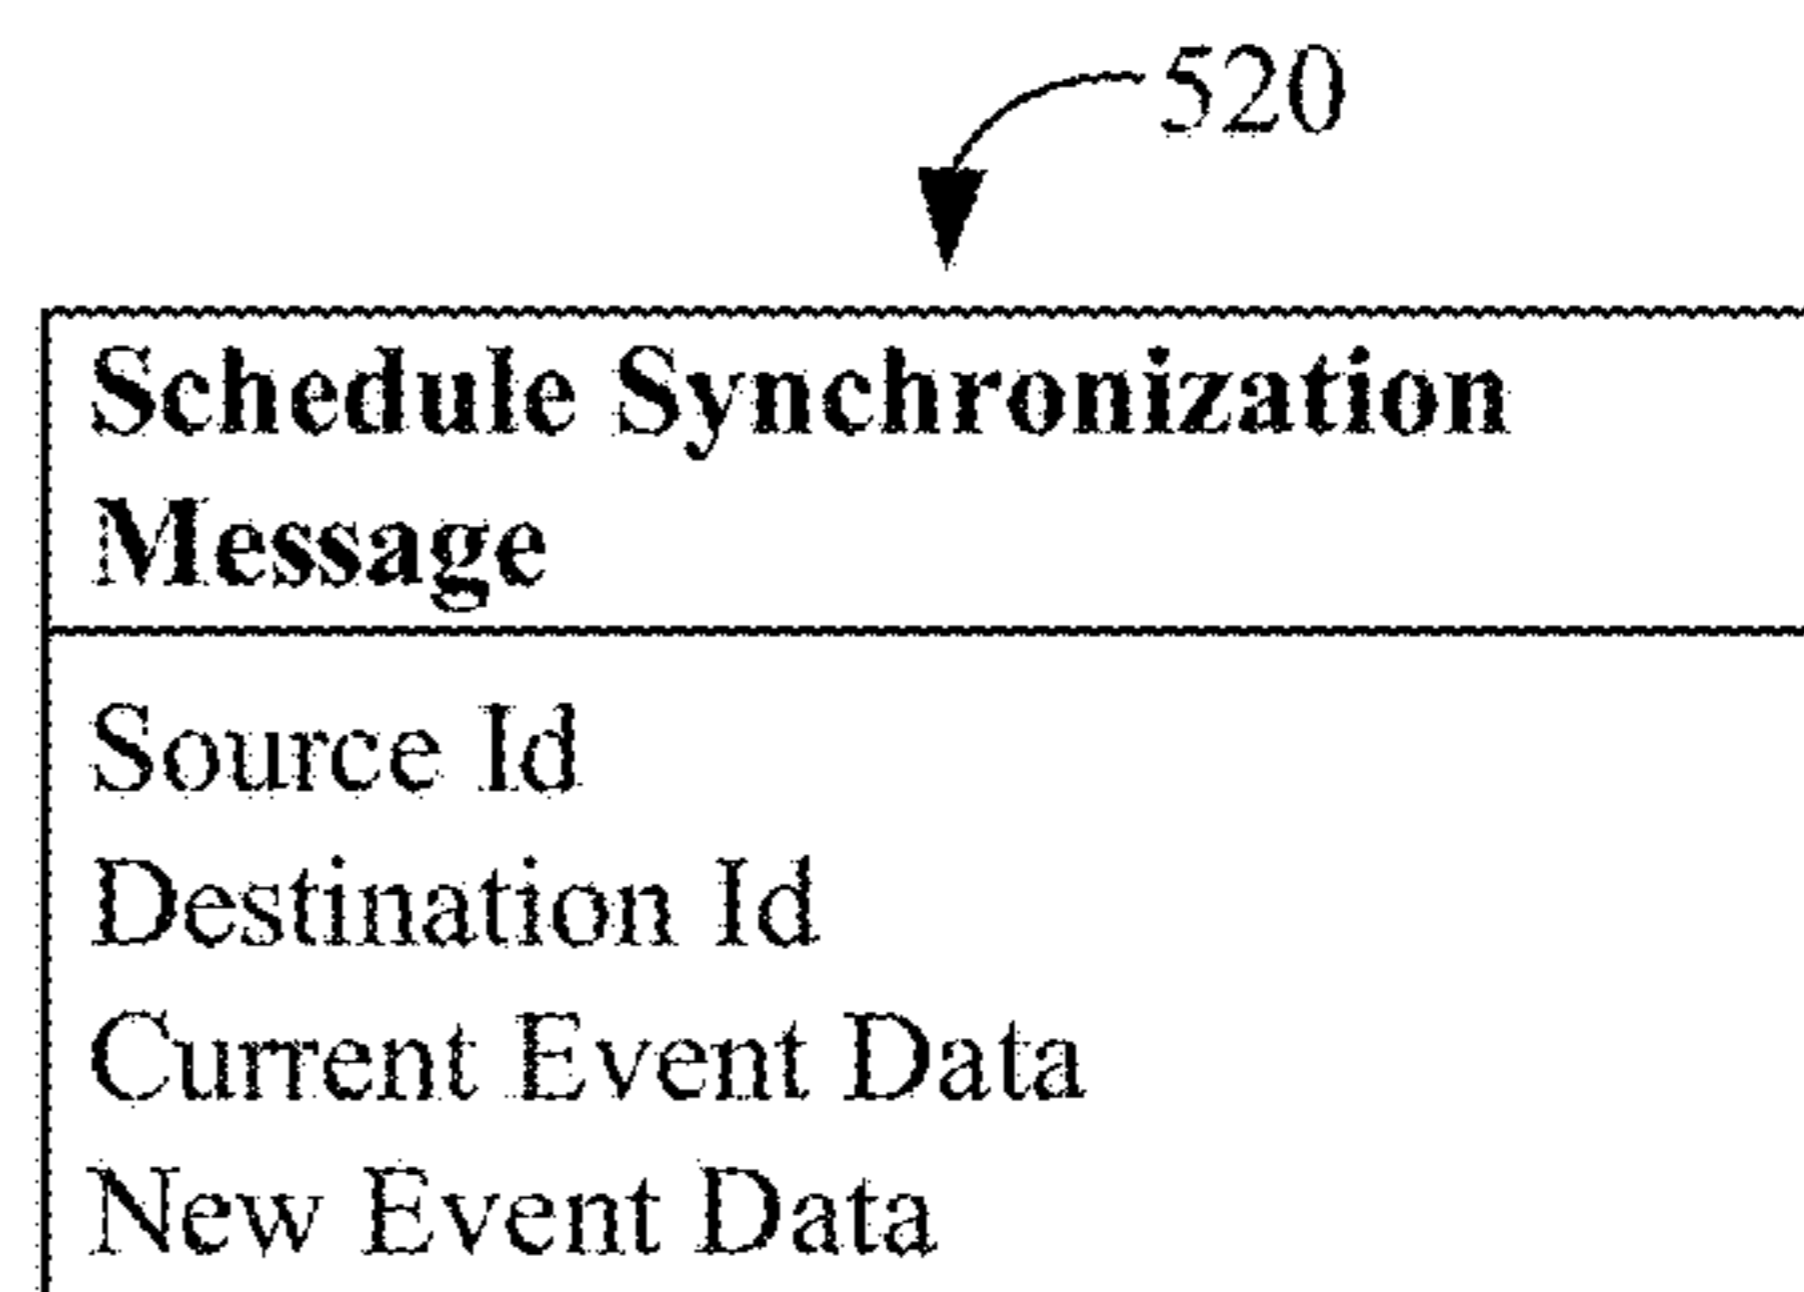 520
Schedule Synchronization
Message
Source Id
Destination Id
Current Event Data
New Event Data